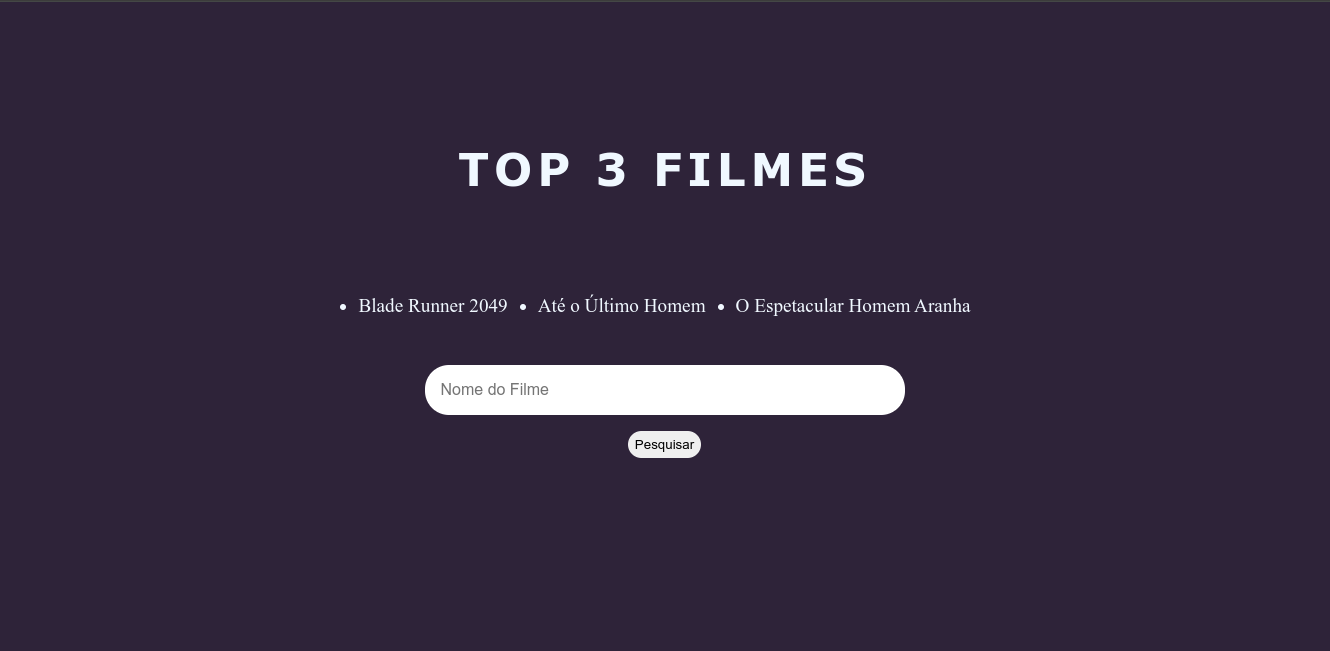 TOP 3 FILMES
• Blade Runner 2049 • Até o Último Homem • O Espetacular Homem Aranha
Nome do Filme
Pesquisar